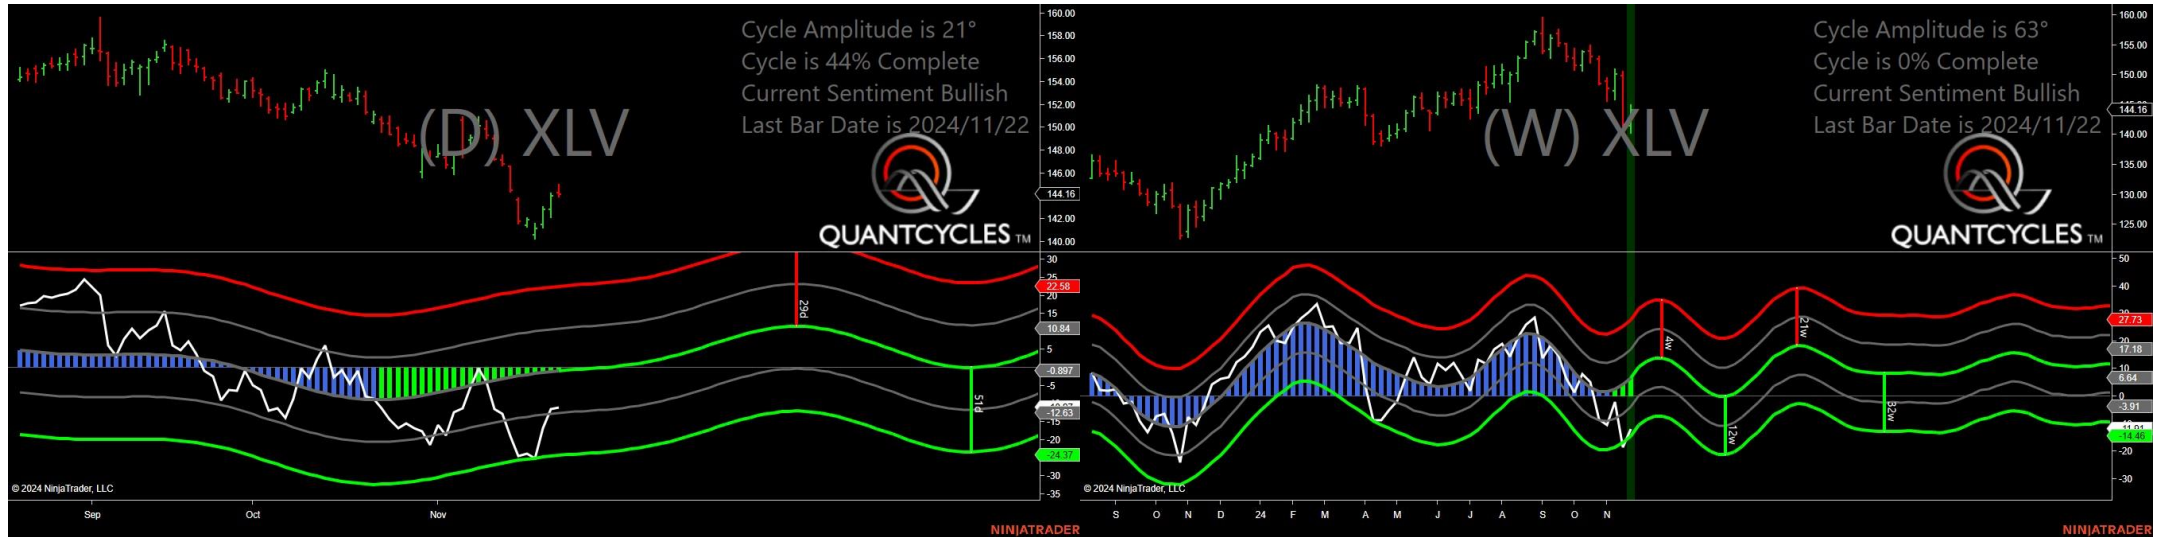 Cycle Amplitude is 21°
Cycle is 44% Complete
Current Sentiment Bullish
Last Bar Date is 2024/11/22
(D) XLV
QUANTCYCLES TM
160.00
158.00
156.00
154.00
152.00
150.00
148.00
146.00
144.16
142.00
140.00
30
25
22.58
20
15
10.84
5
-0.897
-5
-12.63
-15
-20
-24.37
-30
-35
29d
51d
© 2024 NinjaTrader, LLC
Sep Oct Nov
NINJATRADER
Cycle Amplitude is 63°
Cycle is 0% Complete
Current Sentiment Bullish
Last Bar Date is 2024/11/22
(W) XLV
QUANTCYCLES TM
160.00
155.00
150.00
144.16
140.00
135.00
130.00
125.00
50
40
27.73
20
17.18
10
6.64
0
-3.91
-14.46
-20
-30
4w
12w
21w
32w
© 2024 NinjaTrader, LLC
S O N D 24 F M A M J J A S O N
NINJATRADER